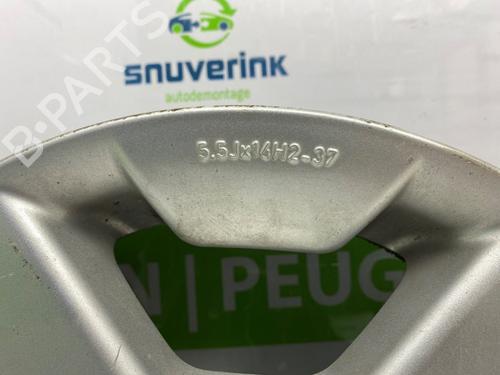 snuverink
autodemontage
B-PARTS
5.5Jx14H2-37
N | PEUG